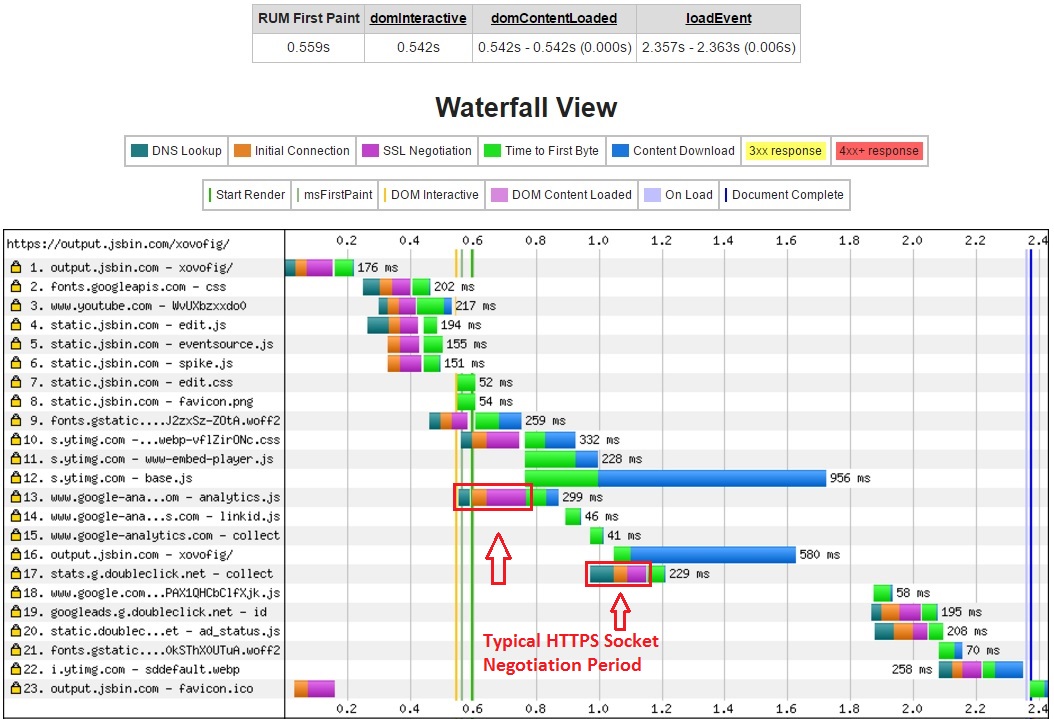 RUM First Paint domInteractive domContentLoaded loadEvent
0.559s 0.542s 0.542s - 0.542s (0.000s) 2.357s - 2.363s (0.006s)
Waterfall View
DNS Lookup Initial Connection SSL Negotiation Time to First Byte Content Download 3xx response 4xx+ response
Start Render msFirstPaint DOM Interactive DOM Content Loaded On Load Document Complete
https://output.jsbin.com/xovofig/ 0.2 0.4 0.6 0.8 1.0 1.2 1.4 1.6 1.8 2.0 2.2 2.4
1. output.jsbin.com - xovofig/ 176 ms
2. fonts.googleapis.com - css 202 ms
3. www.youtube.com - WvUXbzxxdo0 217 ms
4. static.jsbin.com - edit.js 194 ms
5. static.jsbin.com - eventsource.js 155 ms
6. static.jsbin.com - spike.js 151 ms
7. static.jsbin.com - edit.css 52 ms
8. static.jsbin.com - favicon.png 54 ms
9. fonts.gstatic....J2zxSz-ZOtA.woff2 259 ms
10. s.ytimg.com -...webp-vflZirONc.css 332 ms
11. s.ytimg.com - www-embed-player.js 228 ms
12. s.ytimg.com - base.js 956 ms
13. www.google-ana...om - analytics.js 299 ms
14. www.google-ana...s.com - linkid.js 46 ms
15. www.google-analytics.com - collect 41 ms
16. output.jsbin.com - xovofig/ 580 ms
17. stats.g.doubleclick.net - collect 229 ms
18. www.google.com...PAX1QHCbClfXjk.js 58 ms
19. googleads.g.doubleclick.net - id 195 ms
20. static.doublec...et - ad_status.js 208 ms
21. fonts.gstatic....0kSThX0UTuA.woff2 70 ms
22. i.ytimg.com - sddefault.webp 258 ms
23. output.jsbin.com - favicon.ico
Typical HTTPS Socket
Negotiation Period
0.2 0.4 0.6 0.8 1.0 1.2 1.4 1.6 1.8 2.0 2.2 2.4